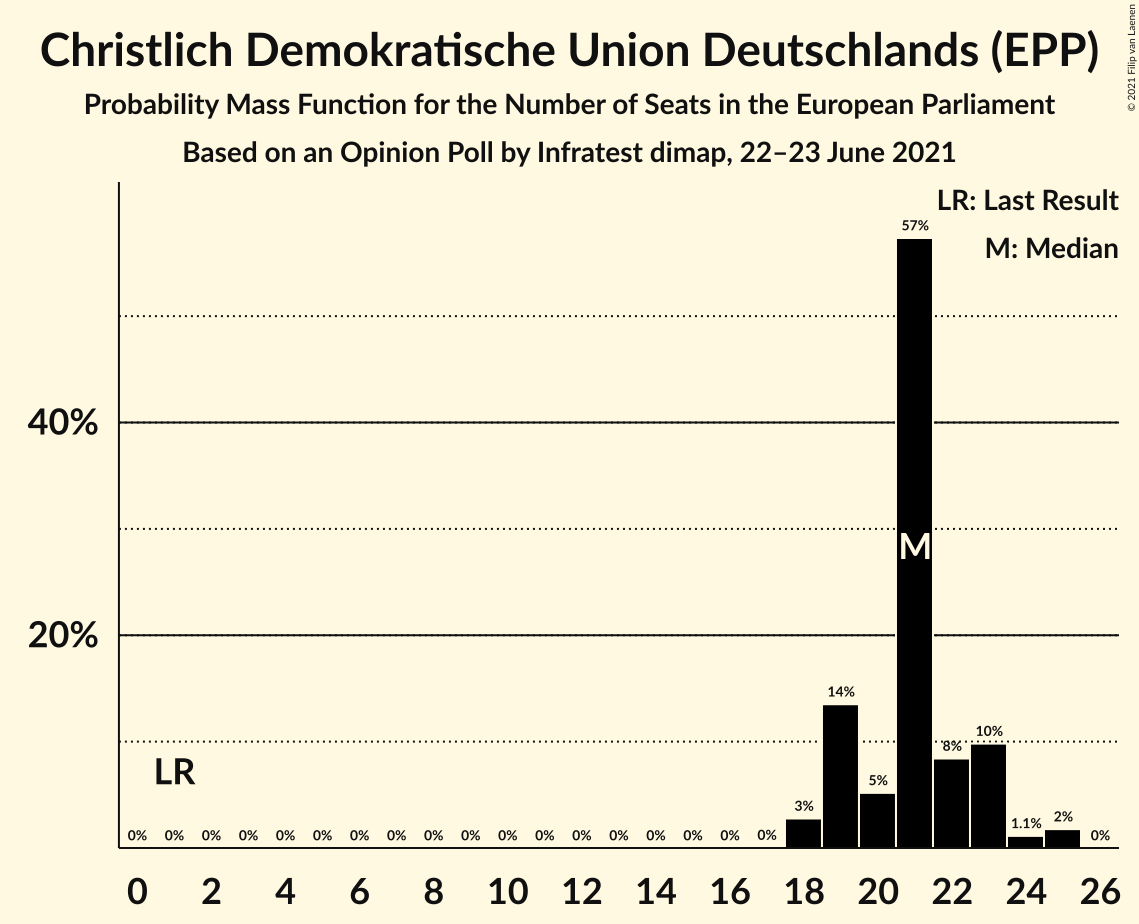 Christlich Demokratische Union Deutschlands (EPP)
Probability Mass Function for the Number of Seats in the European Parliament
Based on an Opinion Poll by Infratest dimap, 22–23 June 2021
© 2021 Filip van Laenen
LR: Last Result
M: Median
57%
40%
M
20%
14%
10%
8%
LR
5%
3%
2%
1.1%
0% 0% 0% 0% 0% 0% 0% 0% 0% 0% 0% 0% 0% 0% 0% 0% 0% 0% 0%
0 2 4 6 8 10 12 14 16 18 20 22 24 26